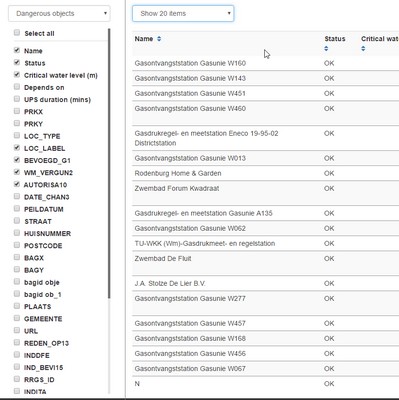 Dangerous objects
Select all
Name
Status
Critical water level (m)
Depends on
UPS duration (mins)
PRKX
PRKY
LOC_TYPE
LOC_LABEL
BEVOEGD_G1
WM_VERGUN2
AUTORISA10
DATE_CHAN3
PEILDATUM
STRAAT
HUISNUMMER
POSTCODE
BAGX
BAGY
bagid obje
bagid ob_1
PLAATS
GEMEENTE
URL
REDEN_OP13
INDDFE
IND_BEVI15
RRGS_ID
INDITA
Show 20 items
Name Status Critical wat
Gasontvangststation Gasunie W160 OK
Gasontvangststation Gasunie W143 OK
Gasontvangststation Gasunie W451 OK
Gasontvangststation Gasunie W460 OK
Gasdrukregel- en meetstation Eneco 19-95-02 OK
Districtstation
Gasontvangststation Gasunie W013 OK
Rodenburg Home & Garden OK
Zwembad Forum Kwadraat OK
Gasdrukregel- en meetstation Gasunie A135 OK
Gasontvangststation Gasunie W062 OK
TU-WKK (Wm)-Gasdrukmeet- en regelstation OK
Zwembad De Fluit OK
J.A. Stolze De Lier B.V. OK
Gasontvangststation Gasunie W277 OK
Gasontvangststation Gasunie W457 OK
Gasontvangststation Gasunie W168 OK
Gasontvangststation Gasunie W456 OK
Gasontvangststation Gasunie W067 OK
N OK